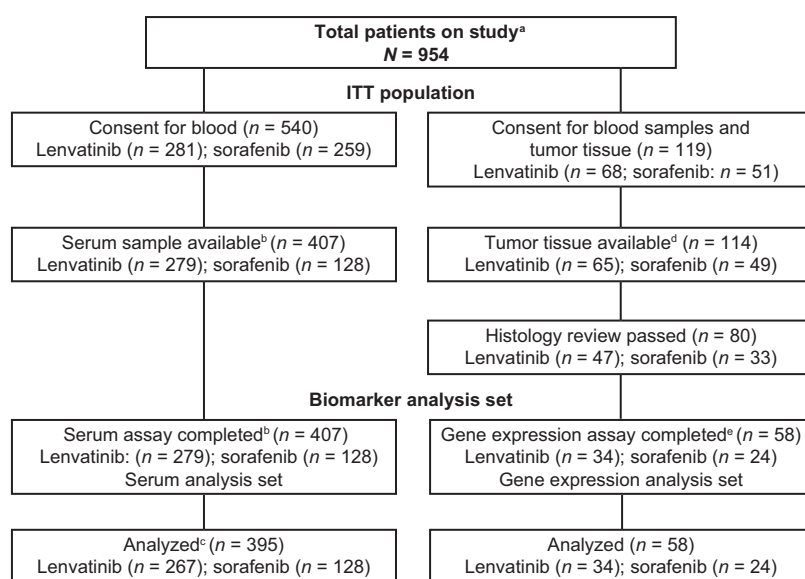 Total patients on studyᵃ
N = 954
ITT population
Consent for blood (n = 540)
Lenvatinib (n = 281); sorafenib (n = 259)
Consent for blood samples and
tumor tissue (n = 119)
Lenvatinib (n = 68; sorafenib: n = 51)
Serum sample availableᵇ (n = 407)
Lenvatinib (n = 279); sorafenib (n = 128)
Tumor tissue availableᵈ (n = 114)
Lenvatinib (n = 65); sorafenib (n = 49)
Histology review passed (n = 80)
Lenvatinib (n = 47); sorafenib (n = 33)
Biomarker analysis set
Serum assay completedᵇ (n = 407)
Lenvatinib: (n = 279); sorafenib (n = 128)
Serum analysis set
Gene expression assay completedᵉ (n = 58)
Lenvatinib (n = 34); sorafenib (n = 24)
Gene expression analysis set
Analyzedᶜ (n = 395)
Lenvatinib (n = 267); sorafenib (n = 128)
Analyzed (n = 58)
Lenvatinib (n = 34); sorafenib (n = 24)